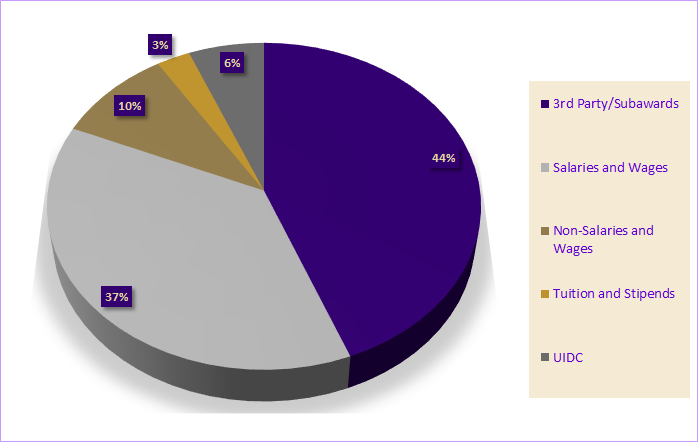 3%
6%
10%
44%
37%
3rd Party/Subawards
Salaries and Wages
Non-Salaries and
Wages
Tuition and Stipends
UIDC